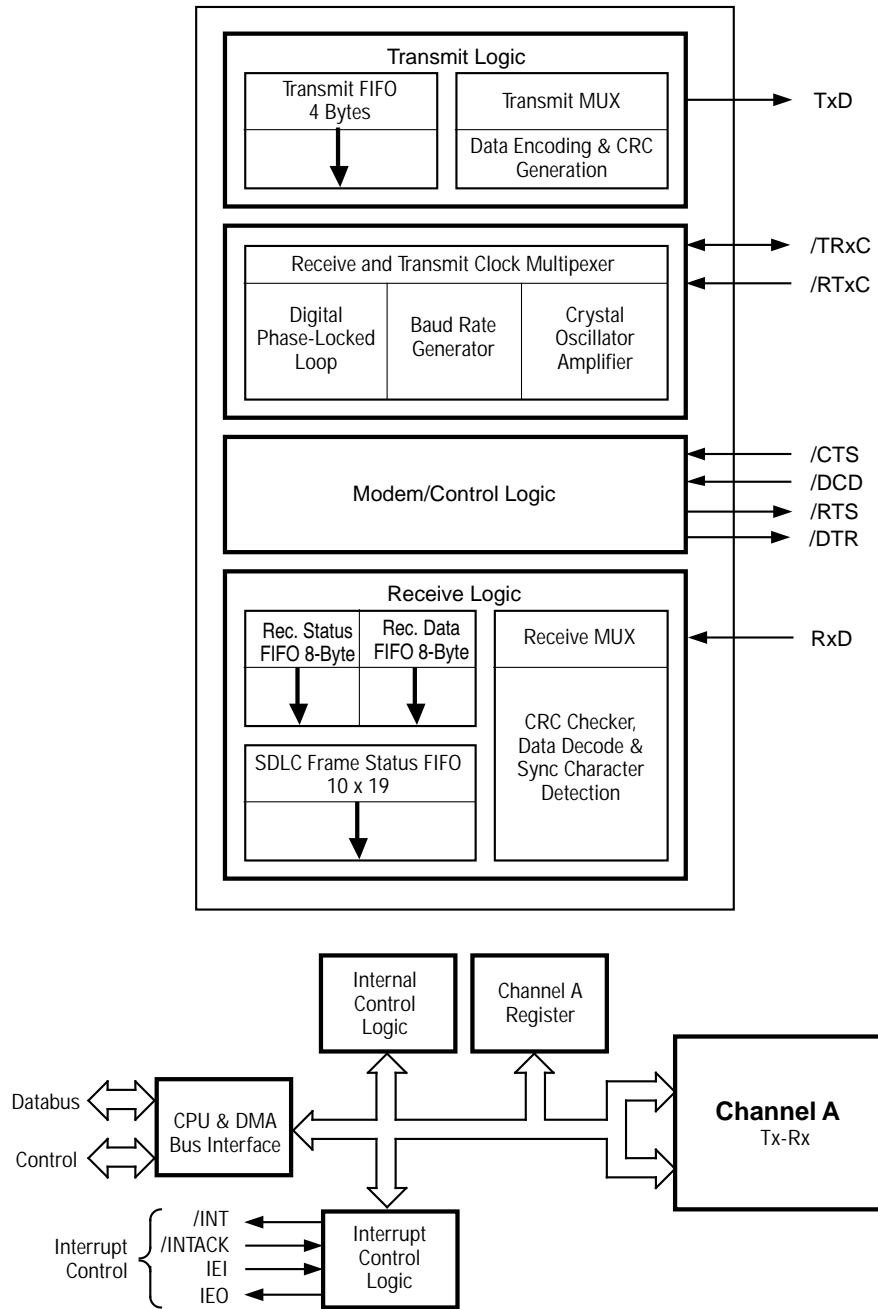 Transmit Logic
Transmit FIFO
4 Bytes
Transmit MUX
Data Encoding & CRC
Generation
TxD
Receive and Transmit Clock Multipexer
Digital
Phase-Locked
Loop
Baud Rate
Generator
Crystal
Oscillator
Amplifier
/TRxC
/RTxC
Modem/Control Logic
/CTS
/DCD
/RTS
/DTR
Receive Logic
Rec. Status
FIFO 8-Byte
Rec. Data
FIFO 8-Byte
Receive MUX
RxD
CRC Checker,
Data Decode &
Sync Character
Detection
SDLC Frame Status FIFO
10 x 19
Internal
Control
Logic
Channel A
Register
Databus
Control
CPU & DMA
Bus Interface
Channel A
Tx-Rx
Interrupt
Control
/INT
/INTACK
IEI
IEO
Interrupt
Control
Logic